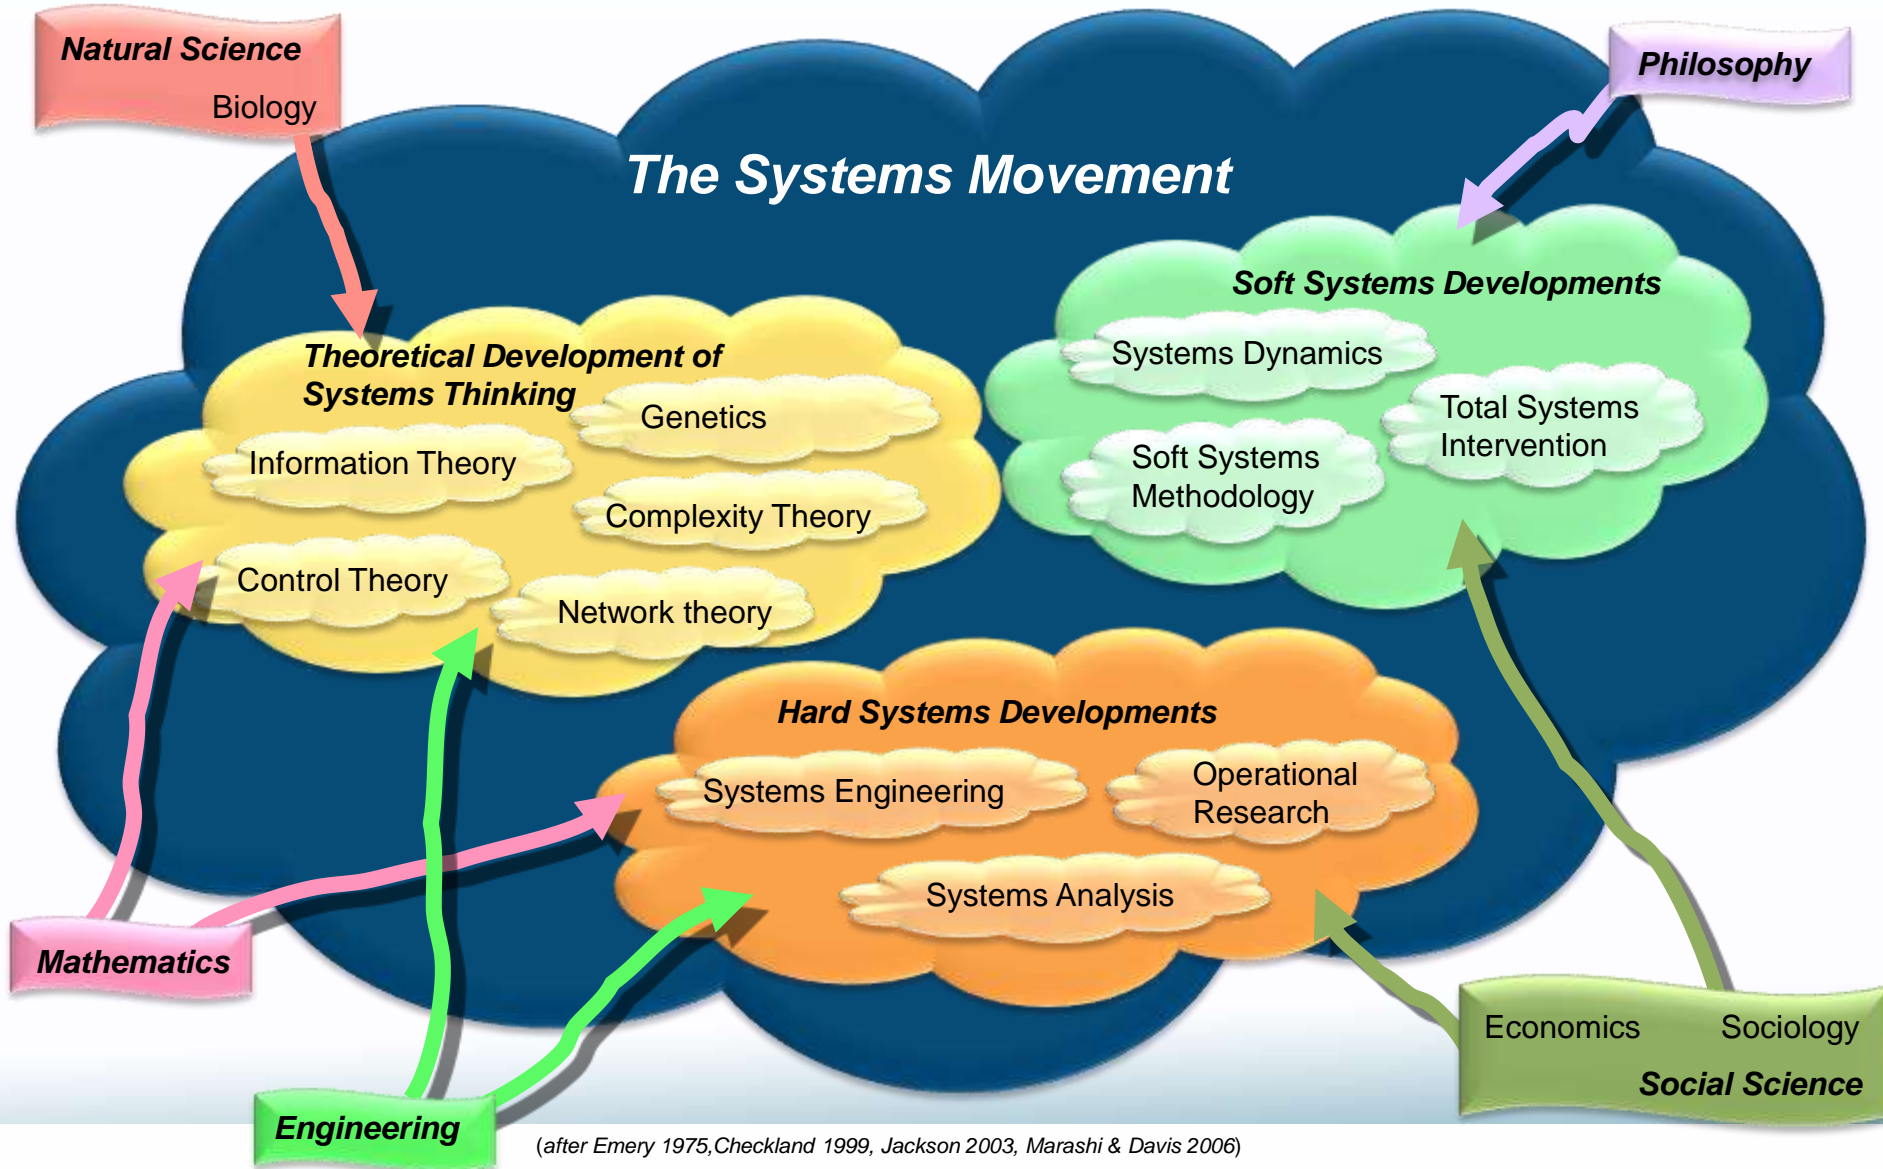 Natural Science
Biology
Philosophy
The Systems Movement
Soft Systems Developments
Systems Dynamics
Total Systems
Intervention
Soft Systems
Methodology
Theoretical Development of
Systems Thinking
Genetics
Information Theory
Complexity Theory
Control Theory
Network theory
Hard Systems Developments
Systems Engineering
Operational
Research
Systems Analysis
Mathematics
Engineering
Economics Sociology
Social Science
(after Emery 1975,Checkland 1999, Jackson 2003, Marashi & Davis 2006)